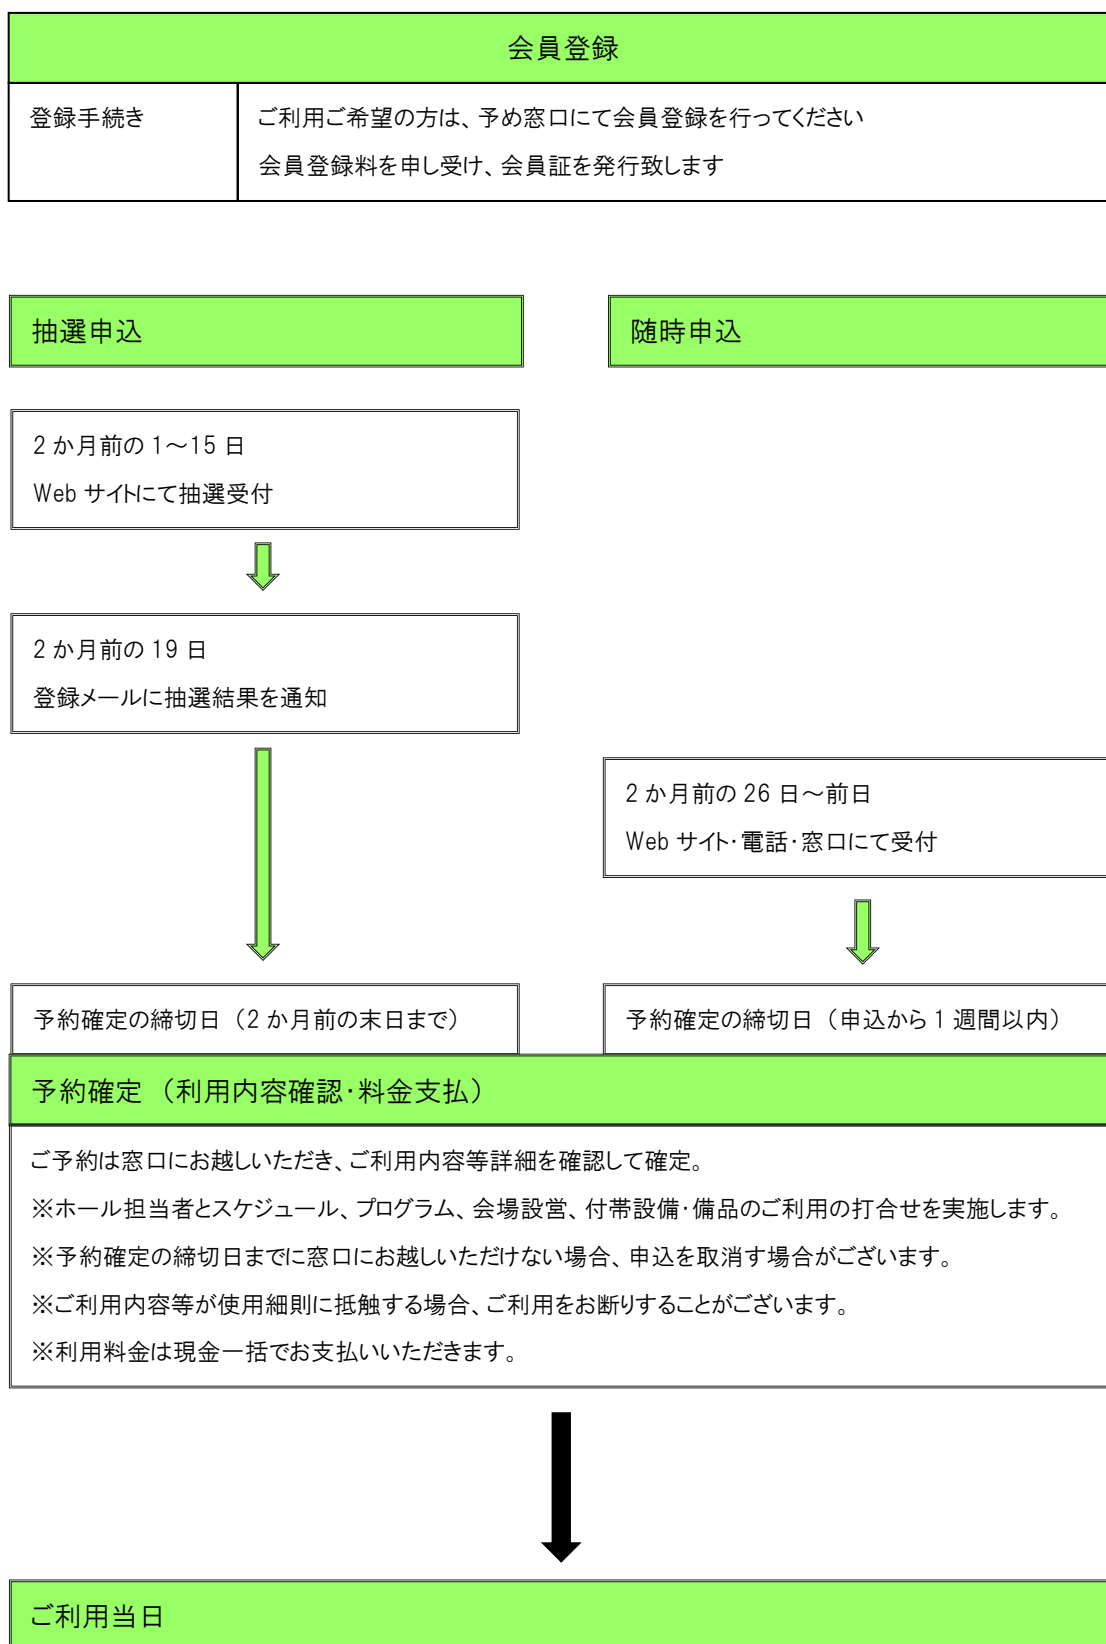 会員登録
登録手続き
ご利用ご希望の方は、予め窓口にて会員登録を行ってください
会員登録料を申し受け、会員証を発行致します
抽選申込
随時申込
2か月前の1～15日
Webサイトにて抽選受付
2か月前の19日
登録メールに抽選結果を通知
2か月前の26日～前日
Webサイト･電話･窓口にて受付
予約確定の締切日（2か月前の末日まで）
予約確定の締切日（申込から1週間以内）
予約確定（利用内容確認･料金支払）
ご予約は窓口にお越しいただき、ご利用内容等詳細を確認して確定。
※ホール担当者とスケジュール、プログラム、会場設営、付帯設備･備品のご利用の打合せを実施します。
※予約確定の締切日までに窓口にお越しいただけない場合、申込を取消す場合がございます。
※ご利用内容等が使用細則に抵触する場合、ご利用をお断りすることがございます。
※利用料金は現金一括でお支払いいただきます。
ご利用当日